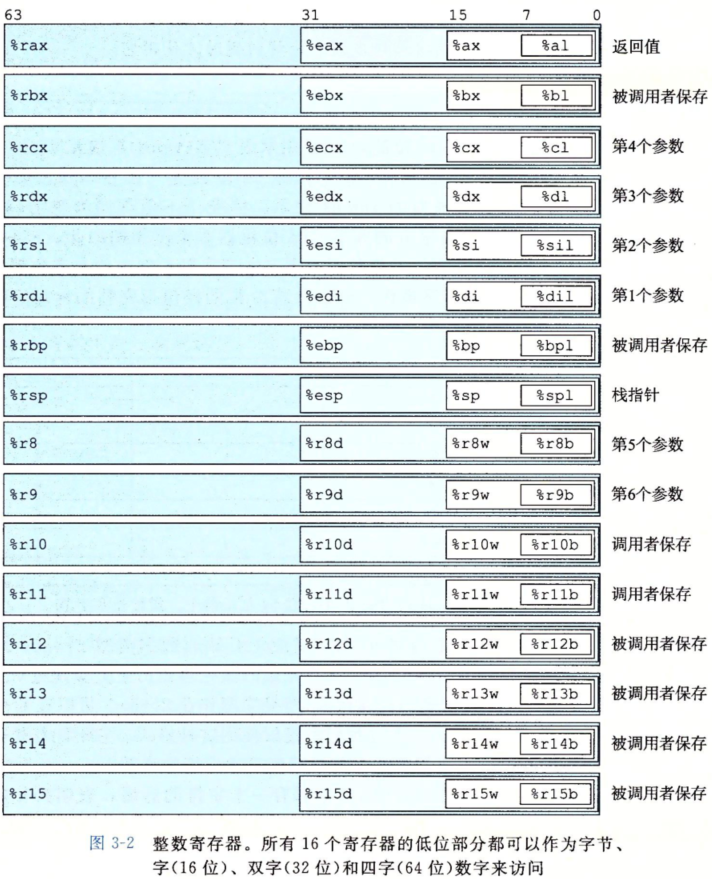 63 31 15 7 0
%rax %eax %ax %al 返回值
%rbx %ebx %bx %bl 被调用者保存
%rcx %ecx %cx %cl 第4个参数
%rdx %edx %dx %dl 第3个参数
%rsi %esi %si %sil 第2个参数
%rdi %edi %di %dil 第1个参数
%rbp %ebp %bp %bpl 被调用者保存
%rsp %esp %sp %spl 栈指针
%r8 %r8d %r8w %r8b 第5个参数
%r9 %r9d %r9w %r9b 第6个参数
%r10 %r10d %r10w %r10b 调用者保存
%r11 %r11d %r11w %r11b 调用者保存
%r12 %r12d %r12w %r12b 被调用者保存
%r13 %r13d %r13w %r13b 被调用者保存
%r14 %r14d %r14w %r14b 被调用者保存
%r15 %r15d %r15w %r15b 被调用者保存
图 3-2 整数寄存器。所有 16 个寄存器的低位部分都可以作为字节、
字(16 位)、双字(32 位)和四字(64 位)数字来访问